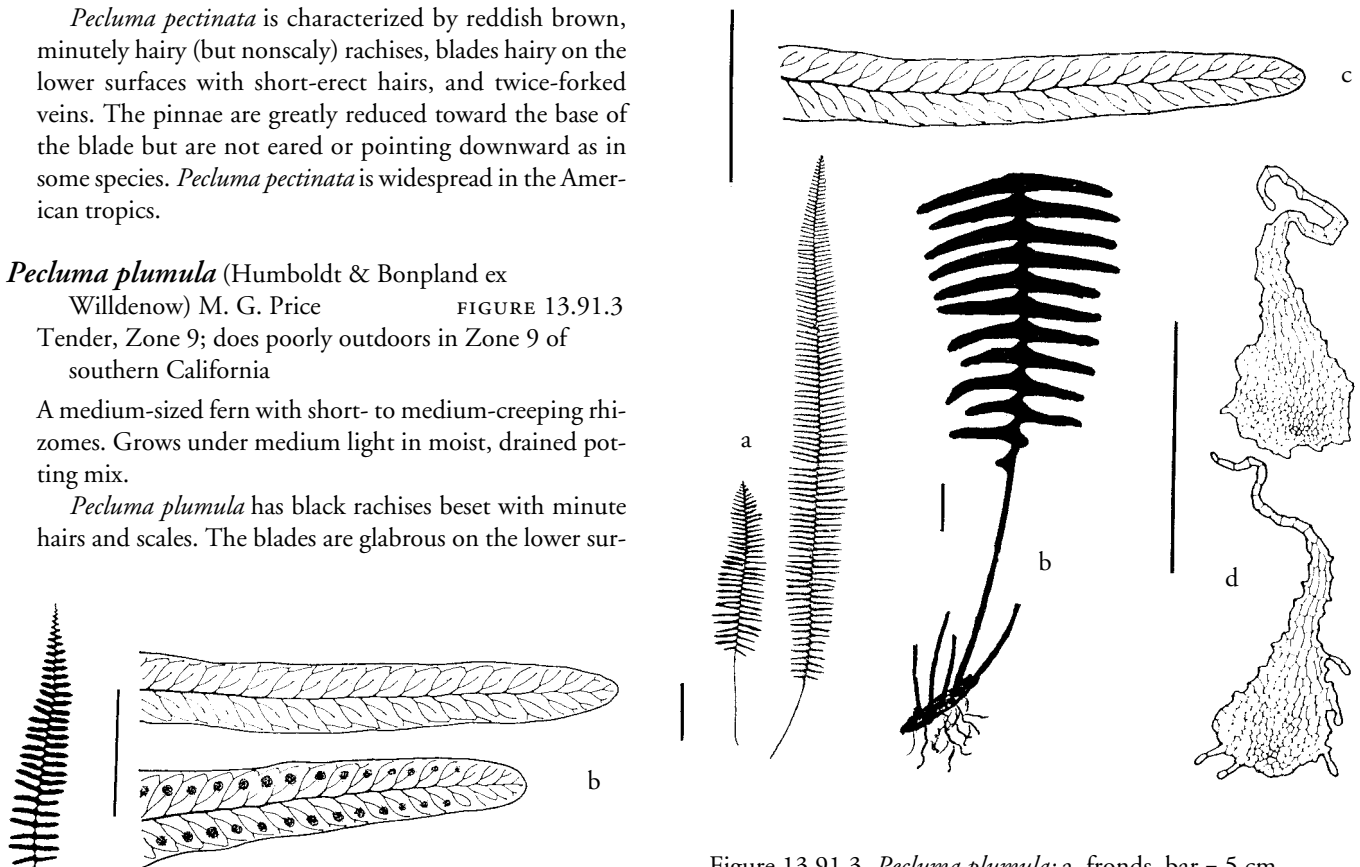 Pecluma pectinata is characterized by reddish brown,
minutely hairy (but nonscaly) rachises, blades hairy on the
lower surfaces with short-erect hairs, and twice-forked
veins. The pinnae are greatly reduced toward the base of
the blade but are not eared or pointing downward as in
some species. Pecluma pectinata is widespread in the Amer-
ican tropics.
Pecluma plumula (Humboldt & Bonpland ex
Willdenow) M. G. Price FIGURE 13.91.3
Tender, Zone 9; does poorly outdoors in Zone 9 of
southern California
A medium-sized fern with short- to medium-creeping rhi-
zomes. Grows under medium light in moist, drained pot-
ting mix.
Pecluma plumula has black rachises beset with minute
hairs and scales. The blades are glabrous on the lower sur-
b
c
a
b
d
Figure 13.91.3. Pecluma plumula: a. fronds, bar = 5 cm